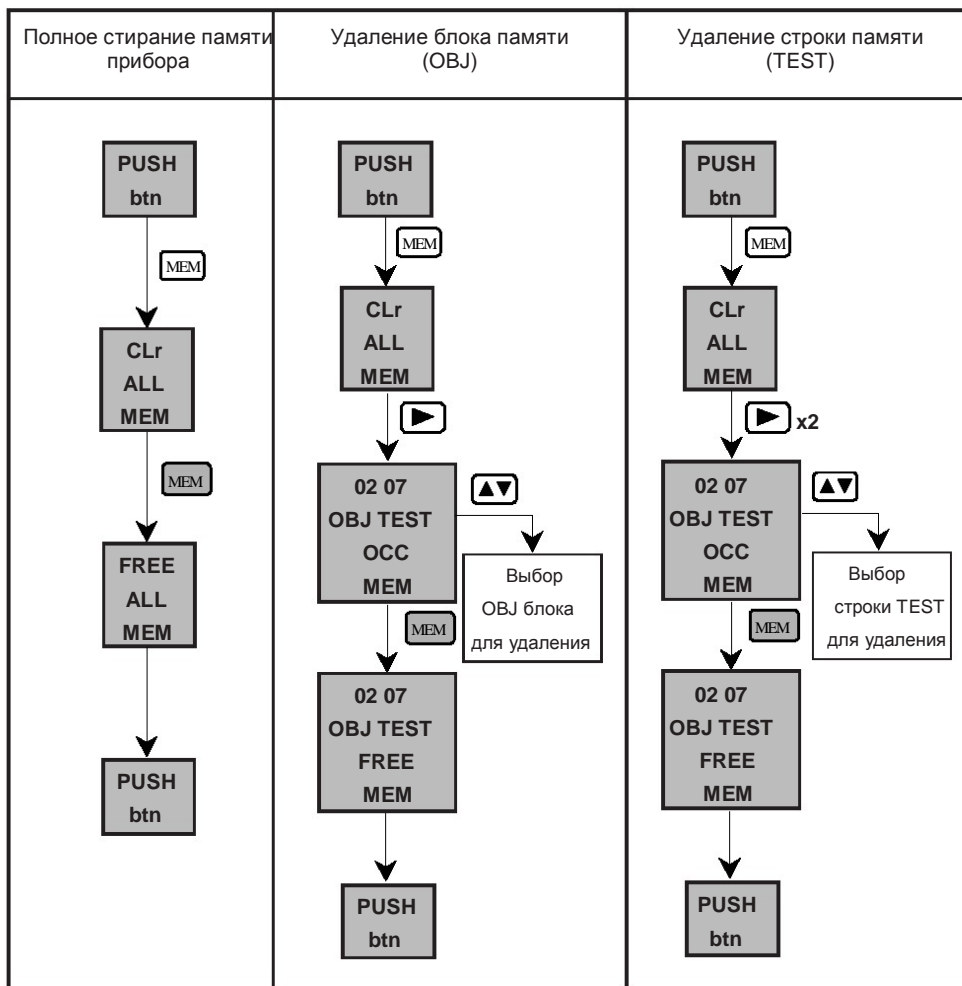 Полное стирание памяти
прибора
Удаление блока памяти
(OBJ)
Удаление строки памяти
(TEST)
PUSH
btn
MEM
CLr
ALL
MEM
MEM
FREE
ALL
MEM
PUSH
btn
PUSH
btn
MEM
CLr
ALL
MEM
02 07
OBJ TEST
OCC
MEM
Выбор
OBJ блока
для удаления
MEM
02 07
OBJ TEST
FREE
MEM
PUSH
btn
PUSH
btn
MEM
CLr
ALL
MEM
x2
02 07
OBJ TEST
OCC
MEM
Выбор
строки TEST
для удаления
MEM
02 07
OBJ TEST
FREE
MEM
PUSH
btn